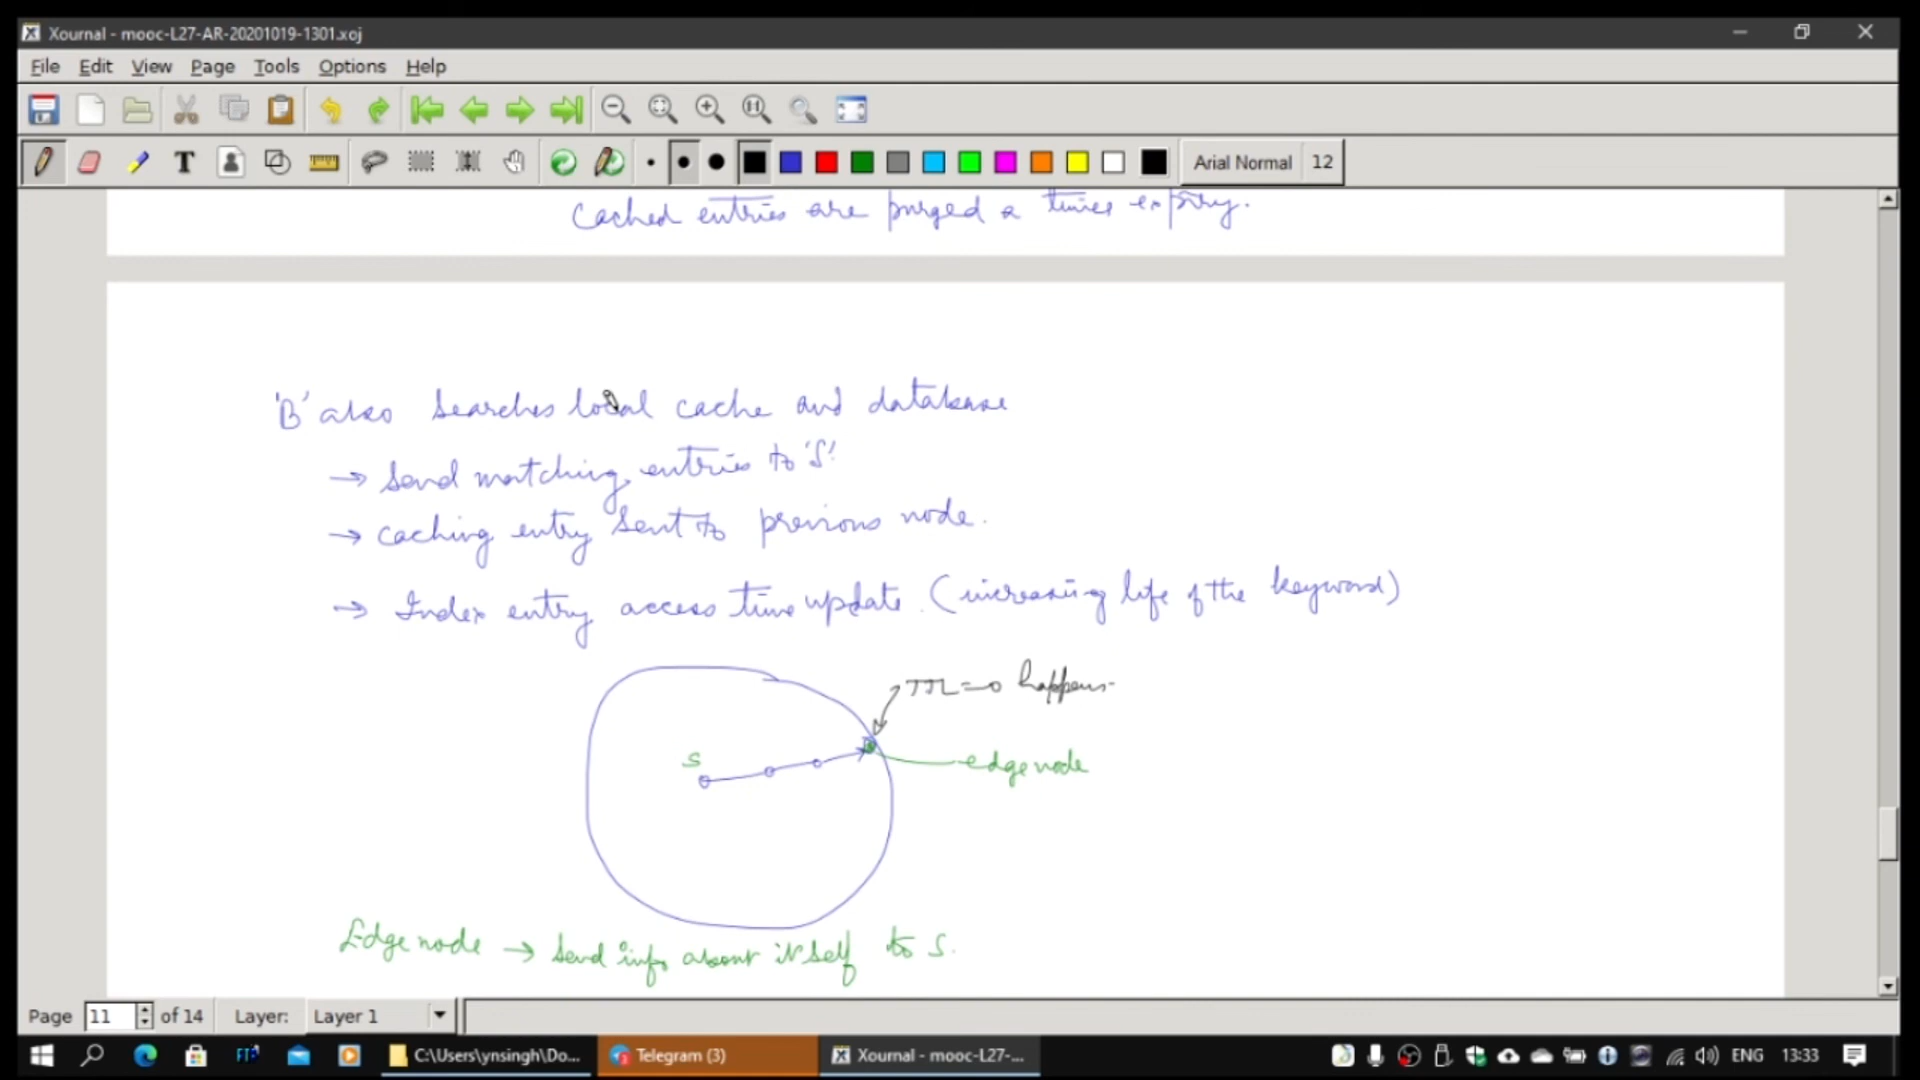 Xournal - mooc-L27-AR-20201019-1301.xoj
File Edit View Page Tools Options Help
Arial Normal 12
Cached entries are purged a times expiry.
'B' also searches local cache and database
→ Send matching entries to 'S'
→ Caching entry sent to previous node.
→ Index entry access time update. (increasing life of the keyword)
TTL=0 happens
S
edge node
Edge node → Send info about itself to S.
Page 11 of 14 Layer: Layer 1
C:\Users\ynsingh\Do... Telegram (3) Xournal - mooc-L27-... ENG 13:33